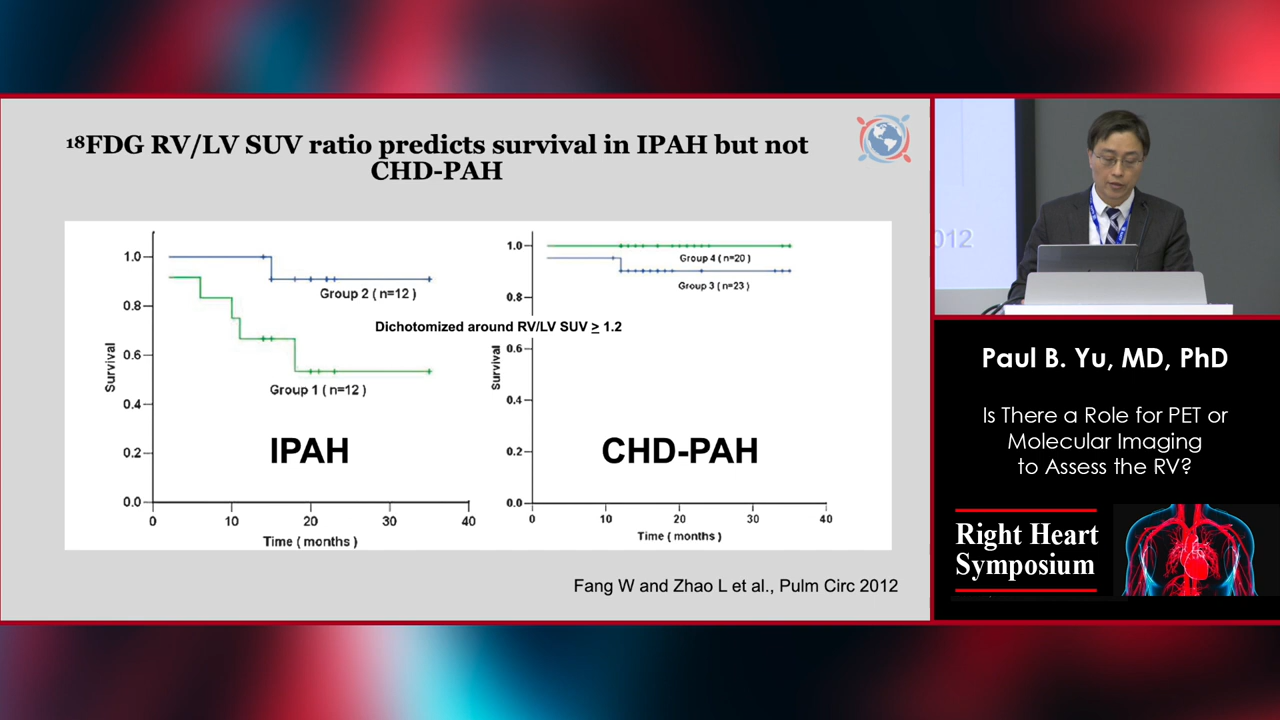 ¹⁸FDG RV/LV SUV ratio predicts survival in IPAH but not
CHD-PAH
1.0
0.8
0.6
0.4
0.2
0.0
Survival
Group 2 ( n=12 )
Group 1 ( n=12 )
IPAH
0
10
20
30
40
Time ( months )
Dichotomized around RV/LV SUV ≥ 1.2
1.0
0.8
0.6
0.4
0.2
0.0
Survival
Group 4 ( n=20 )
Group 3 ( n=23 )
CHD-PAH
0
10
20
30
40
Time ( months )
Fang W and Zhao L et al., Pulm Circ 2012
012
Paul B. Yu, MD, PhD
Is There a Role for PET or
Molecular Imaging
to Assess the RV?
Right Heart
Symposium